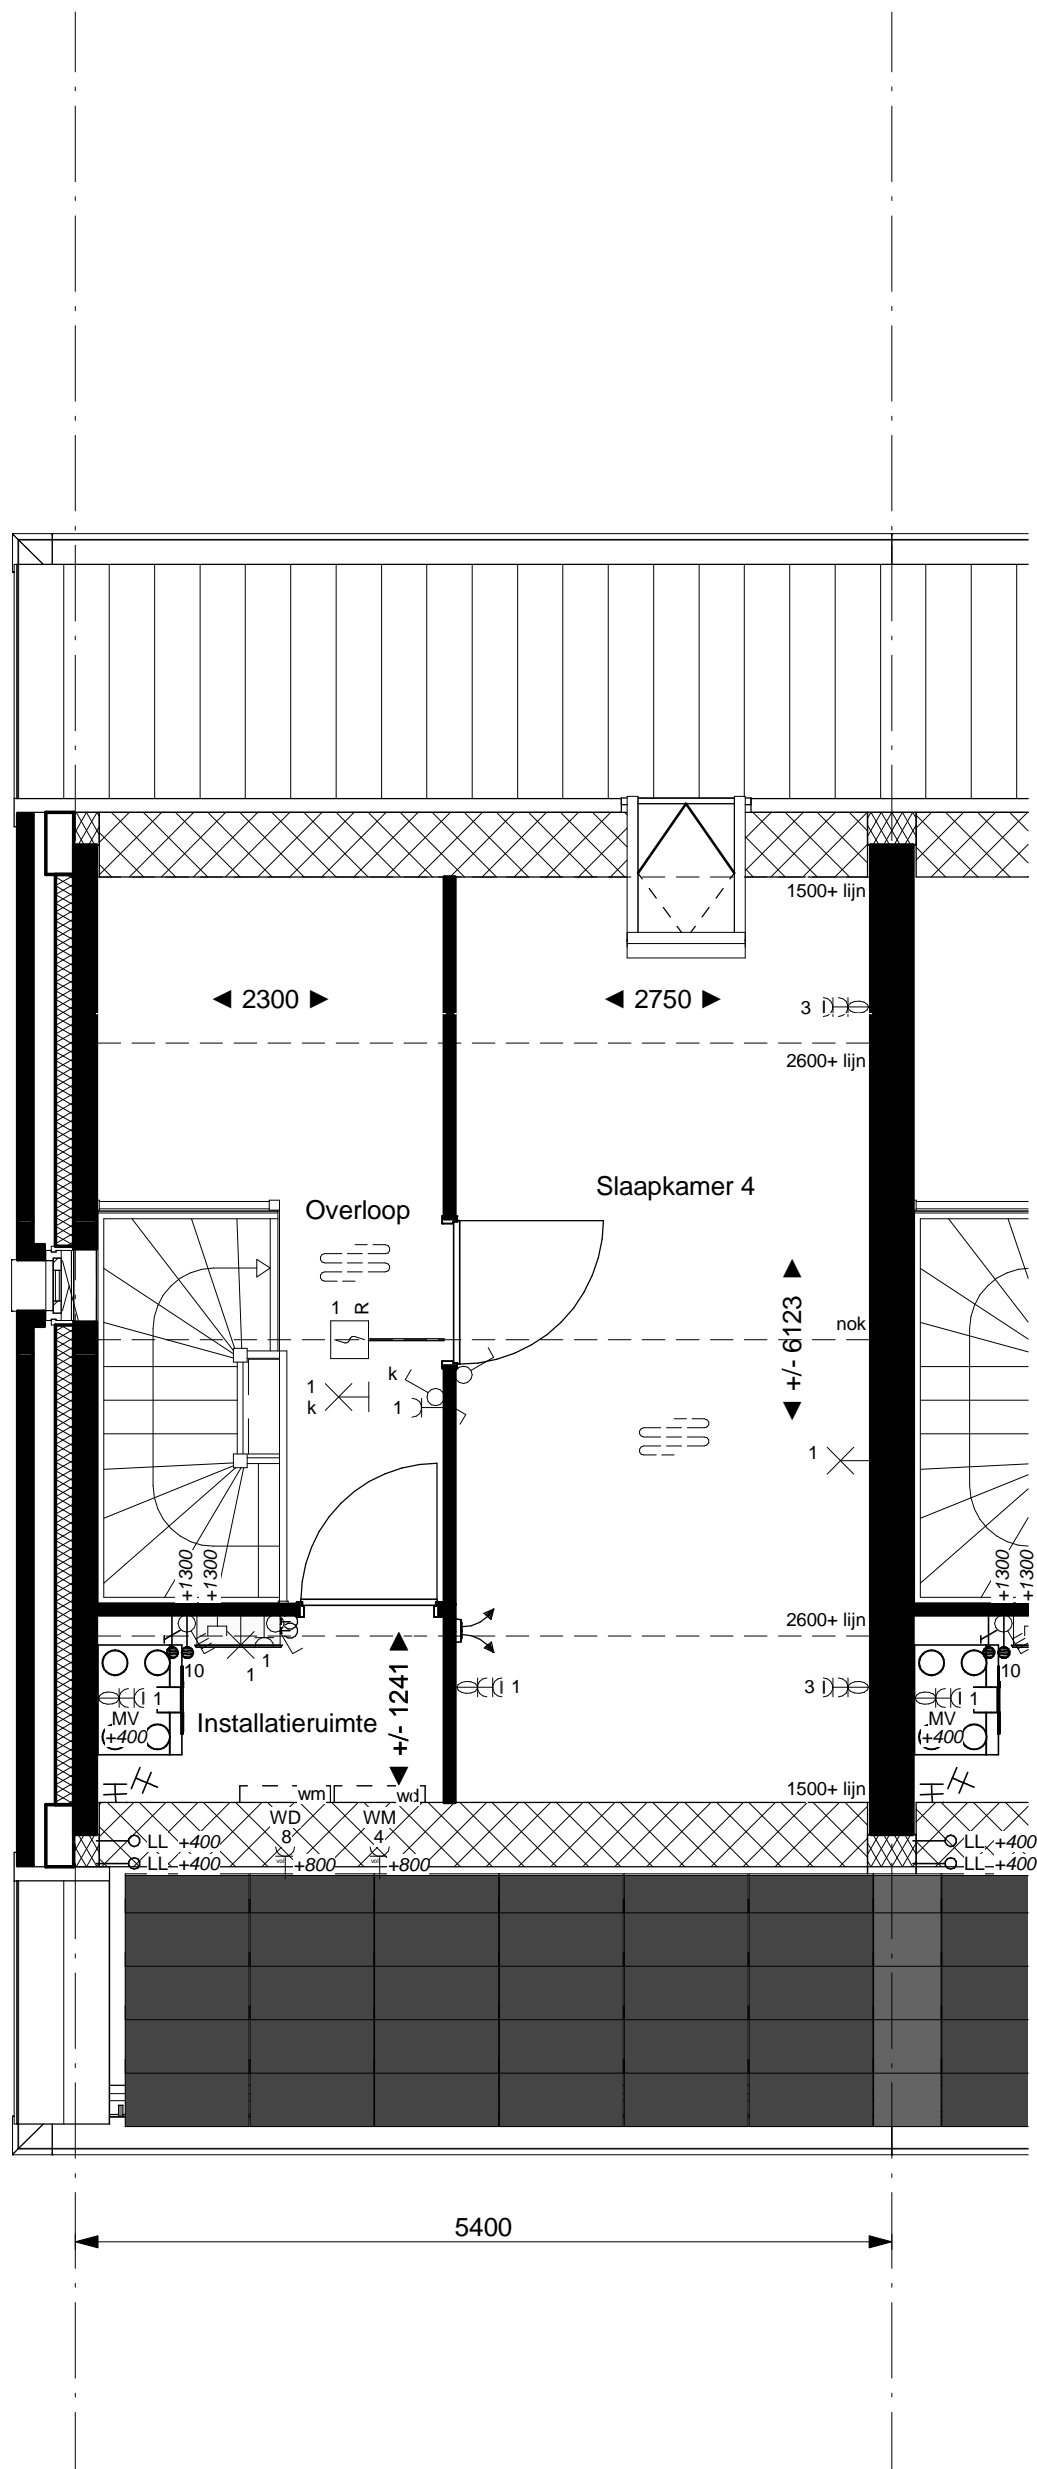 1500+ lijn
◄ 2300 ►
◄ 2750 ►
3
2600+ lijn
Slaapkamer 4
Overloop
1 R
nok
◄ +/- 6123 ►
k
1
k
1
1
+1300
+1300
+1300
+1300
2600+ lijn
10
1
1
10
◄ +/- 1241 ►
1
1
3
1
MV
+400
Installatieruimte
MV
+400
wm
wd
1500+ lijn
WD
8
WM
4
LL +400
LL +400
+800
+800
LL +400
LL +400
5400